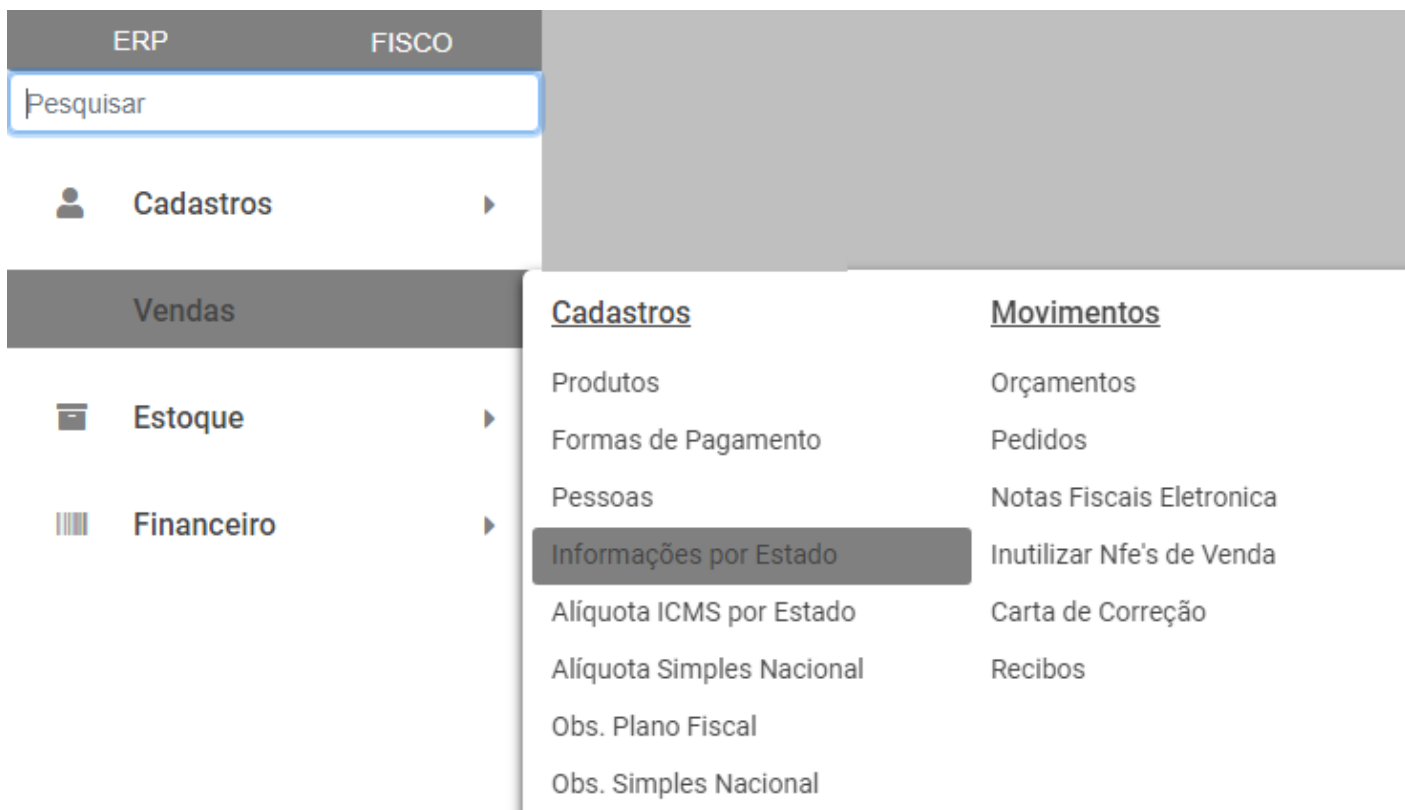 ERP FISCO
Pesquisar
Cadastros
Vendas
Estoque
Financeiro
Cadastros
Produtos
Formas de Pagamento
Pessoas
Informações por Estado
Alíquota ICMS por Estado
Alíquota Simples Nacional
Obs. Plano Fiscal
Obs. Simples Nacional
Movimentos
Orçamentos
Pedidos
Notas Fiscais Eletronica
Inutilizar Nfe's de Venda
Carta de Correção
Recibos